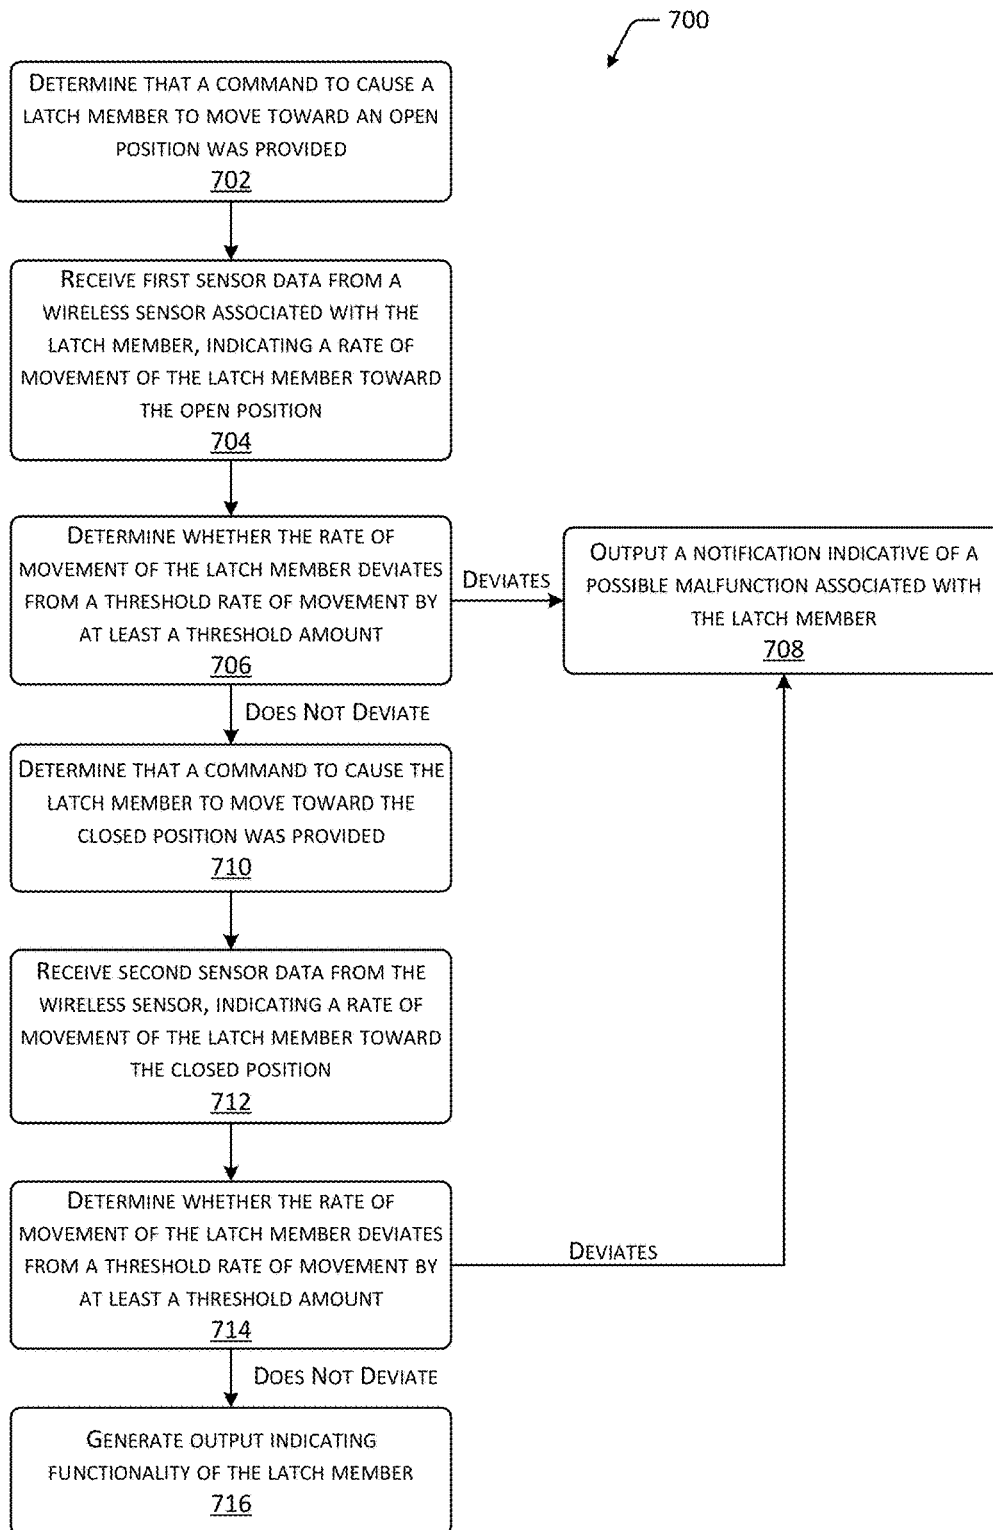 700
DETERMINE THAT A COMMAND TO CAUSE A
LATCH MEMBER TO MOVE TOWARD AN OPEN
POSITION WAS PROVIDED
702
RECEIVE FIRST SENSOR DATA FROM A
WIRELESS SENSOR ASSOCIATED WITH THE
LATCH MEMBER, INDICATING A RATE OF
MOVEMENT OF THE LATCH MEMBER TOWARD
THE OPEN POSITION
704
DETERMINE WHETHER THE RATE OF
MOVEMENT OF THE LATCH MEMBER DEVIATES
FROM A THRESHOLD RATE OF MOVEMENT BY
AT LEAST A THRESHOLD AMOUNT
706
DEVIATES
OUTPUT A NOTIFICATION INDICATIVE OF A
POSSIBLE MALFUNCTION ASSOCIATED WITH
THE LATCH MEMBER
708
DOES NOT DEVIATE
DETERMINE THAT A COMMAND TO CAUSE THE
LATCH MEMBER TO MOVE TOWARD THE
CLOSED POSITION WAS PROVIDED
710
RECEIVE SECOND SENSOR DATA FROM THE
WIRELESS SENSOR, INDICATING A RATE OF
MOVEMENT OF THE LATCH MEMBER TOWARD
THE CLOSED POSITION
712
DETERMINE WHETHER THE RATE OF
MOVEMENT OF THE LATCH MEMBER DEVIATES
FROM A THRESHOLD RATE OF MOVEMENT BY
AT LEAST A THRESHOLD AMOUNT
714
DEVIATES
DOES NOT DEVIATE
GENERATE OUTPUT INDICATING
FUNCTIONALITY OF THE LATCH MEMBER
716